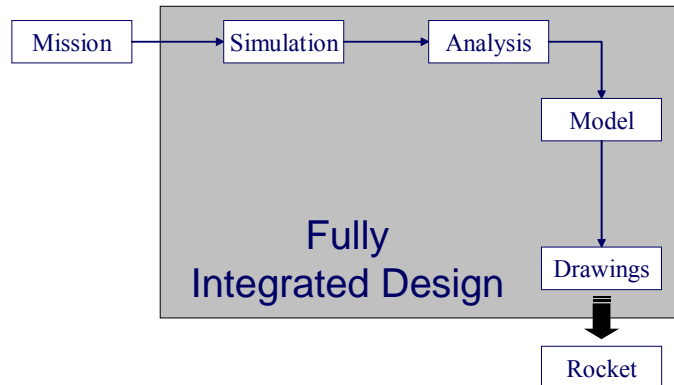 Mission
Simulation
Analysis
Model
Fully
Integrated Design
Drawings
Rocket